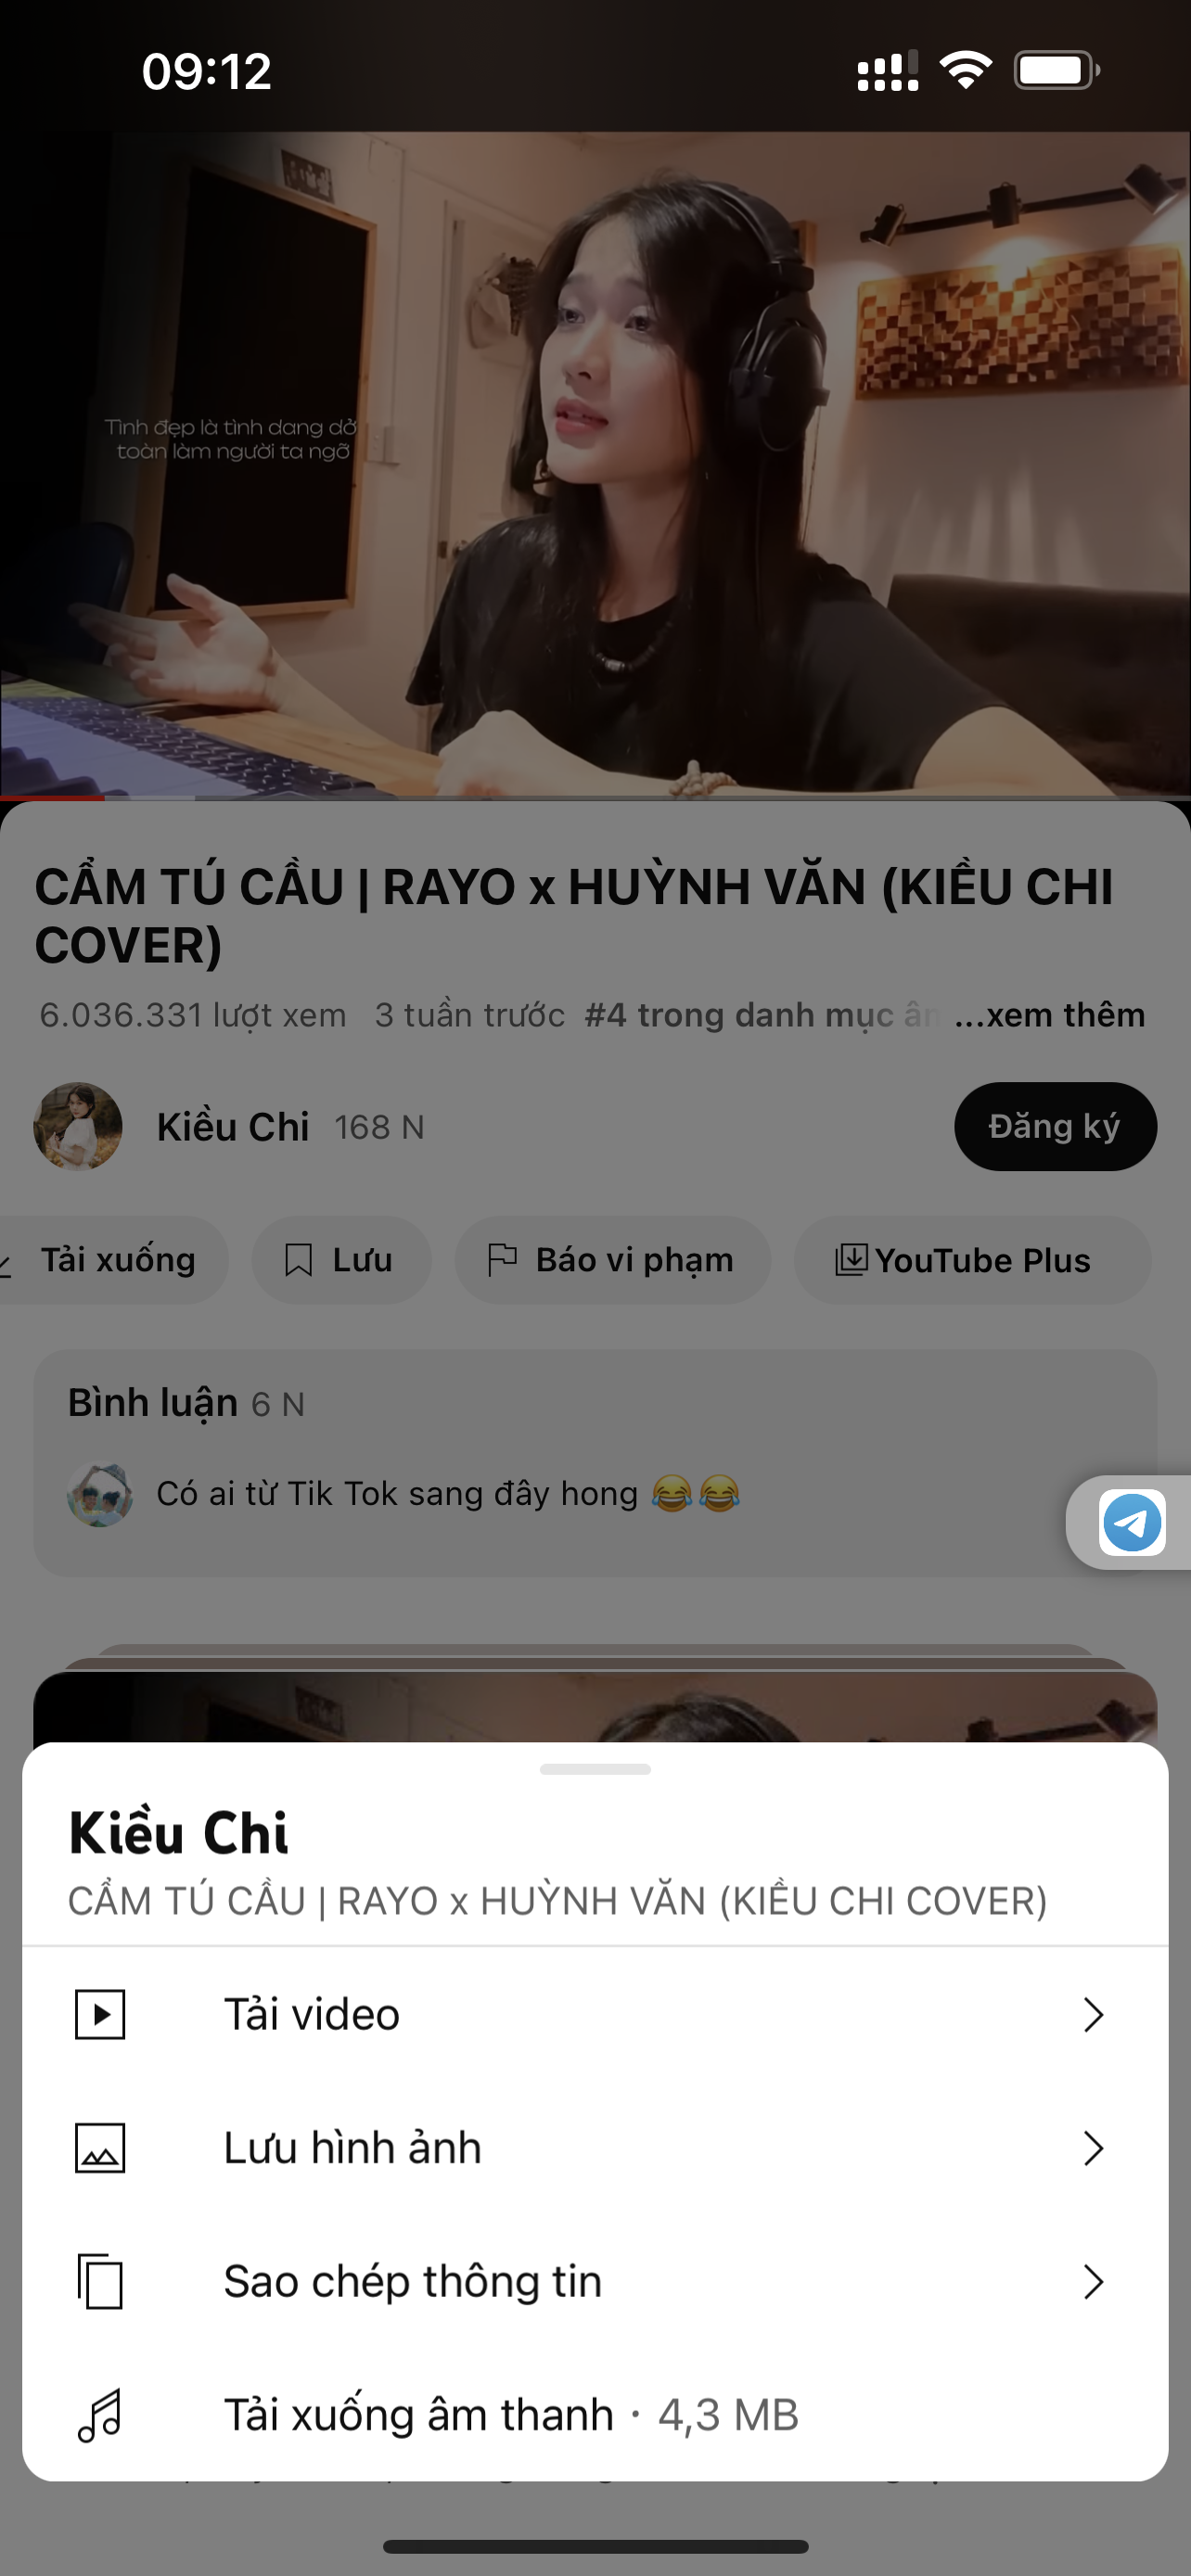 09:12
Tình đẹp là tình dang dở
toàn làm người ta ngỡ
CẨM TÚ CẦU | RAYO x HUỲNH VĂN (KIỀU CHI
COVER)
6.036.331 lượt xem 3 tuần trước #4 trong danh mục âm ...xem thêm
Kiều Chi 168 N Đăng ký
Tải xuống Lưu Báo vi phạm YouTube Plus
Bình luận 6 N
Có ai từ Tik Tok sang đây hong 😂😂
Kiều Chi
CẨM TÚ CẦU | RAYO x HUỲNH VĂN (KIỀU CHI COVER)
Tải video
Lưu hình ảnh
Sao chép thông tin
Tải xuống âm thanh · 4,3 MB